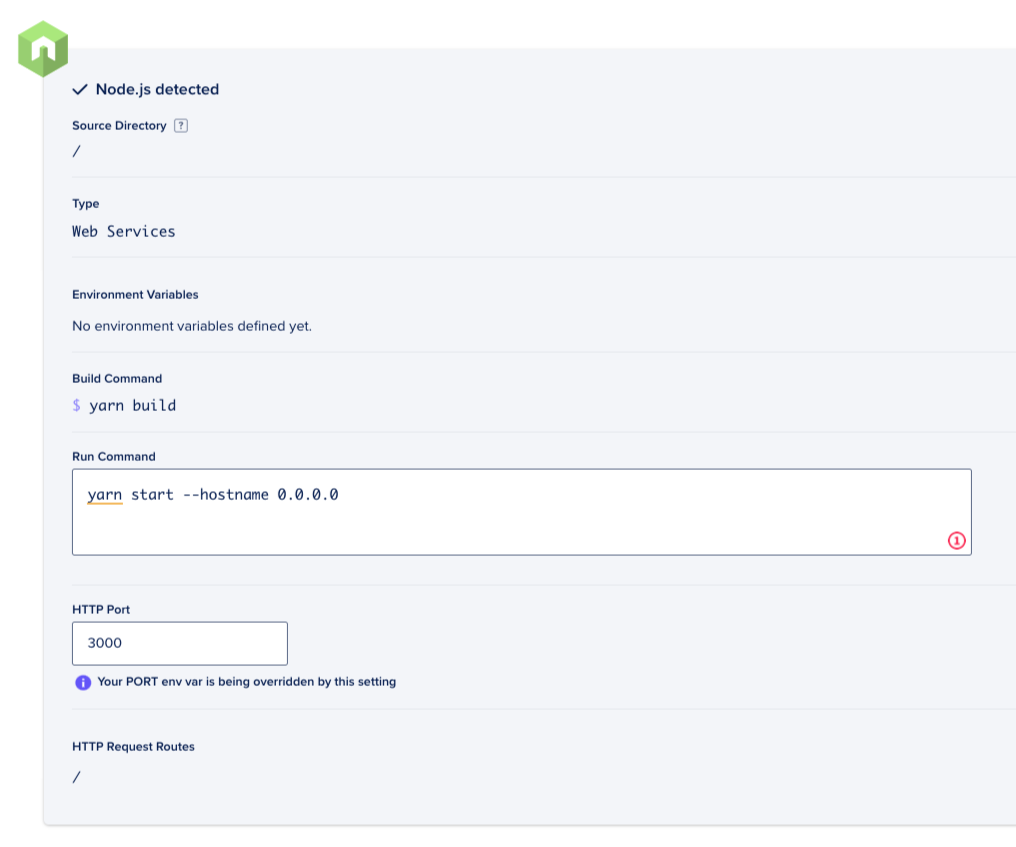 Node.js detected
Source Directory ?
/
Type
Web Services
Environment Variables
No environment variables defined yet.
Build Command
$ yarn build
Run Command
yarn start --hostname 0.0.0.0
1
HTTP Port
3000
i Your PORT env var is being overridden by this setting
HTTP Request Routes
/